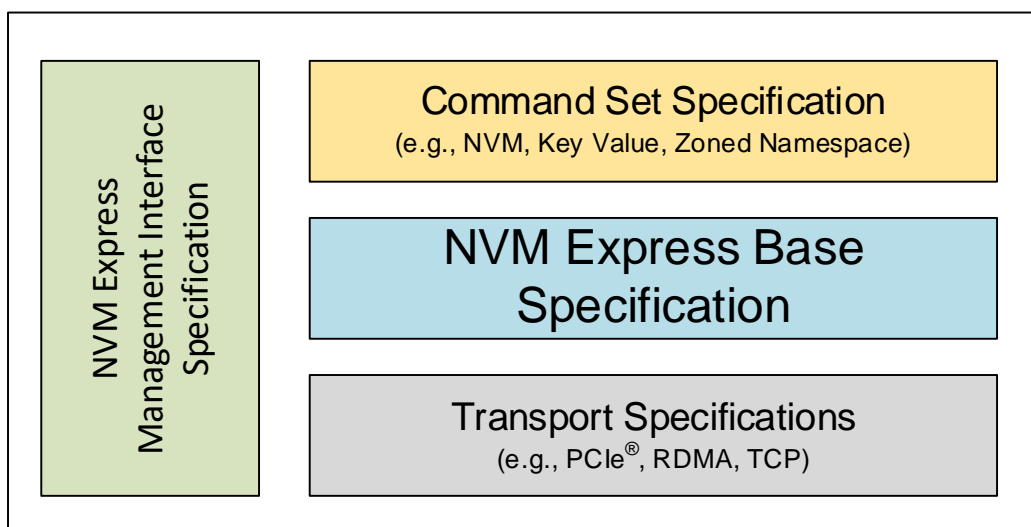 NVM Express
Management Interface
Specification
Command Set Specification
(e.g., NVM, Key Value, Zoned Namespace)
NVM Express Base
Specification
Transport Specifications
(e.g., PCIe®, RDMA, TCP)